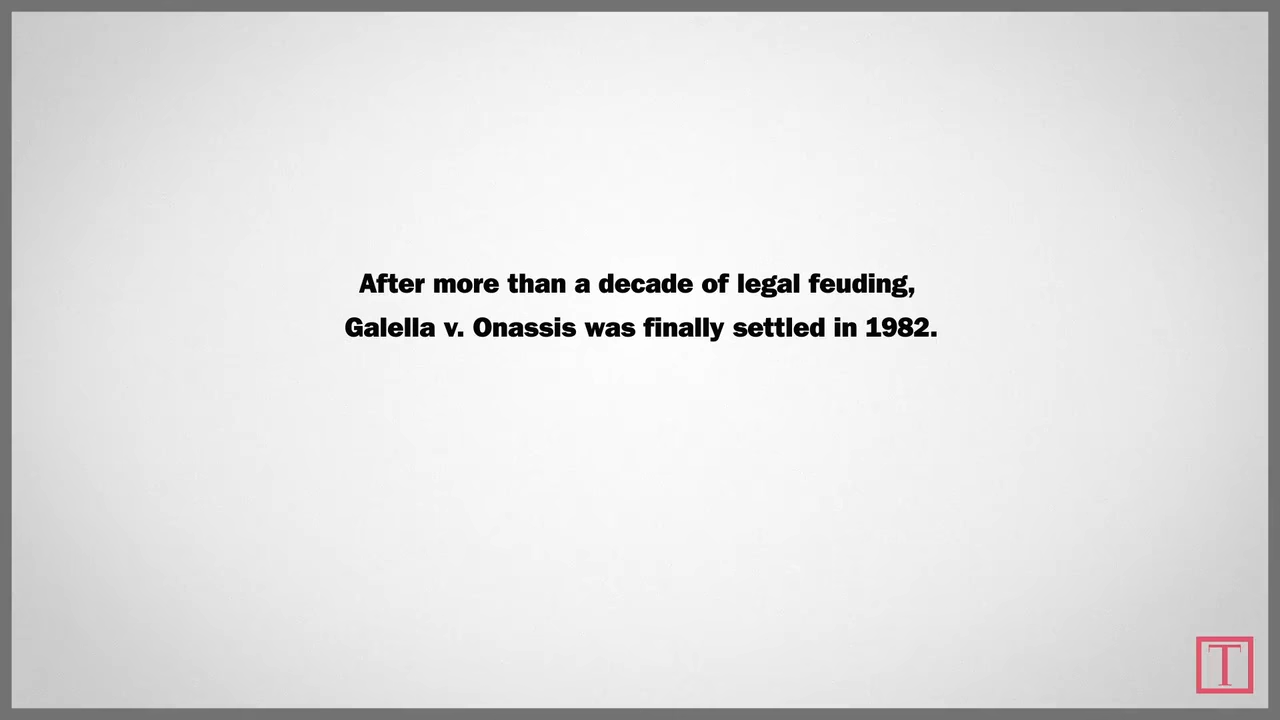 After more than a decade of legal feuding,
Galella v. Onassis was finally settled in 1982.
T